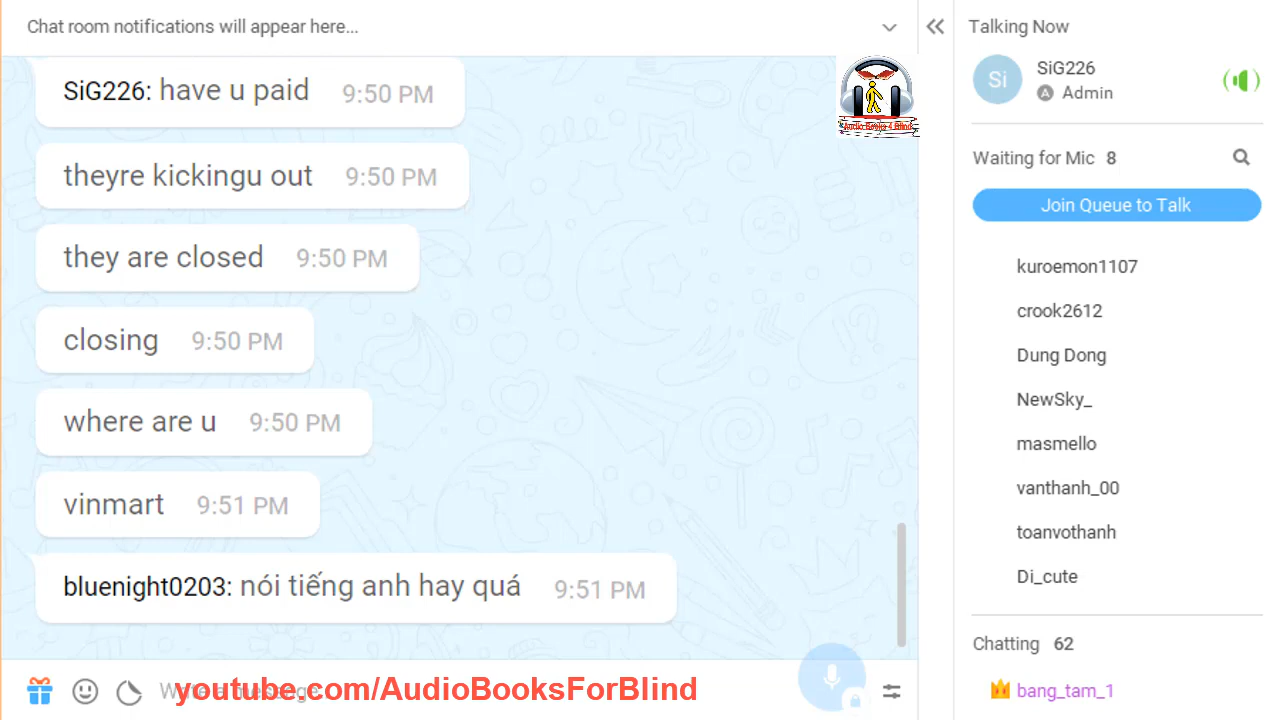 Chat room notifications will appear here...
SiG226: have u paid 9:50 PM
theyre kickingu out 9:50 PM
they are closed 9:50 PM
closing 9:50 PM
where are u 9:50 PM
vinmart 9:51 PM
bluenight0203: nói tiếng anh hay quá 9:51 PM
youtube.com/AudioBooksForBlind
Talking Now
Si
SiG226
A Admin
Waiting for Mic 8
Join Queue to Talk
kuroemon1107
crook2612
Dung Dong
NewSky_
masmello
vanthanh_00
toanvothanh
Di_cute
Chatting 62
bang_tam_1